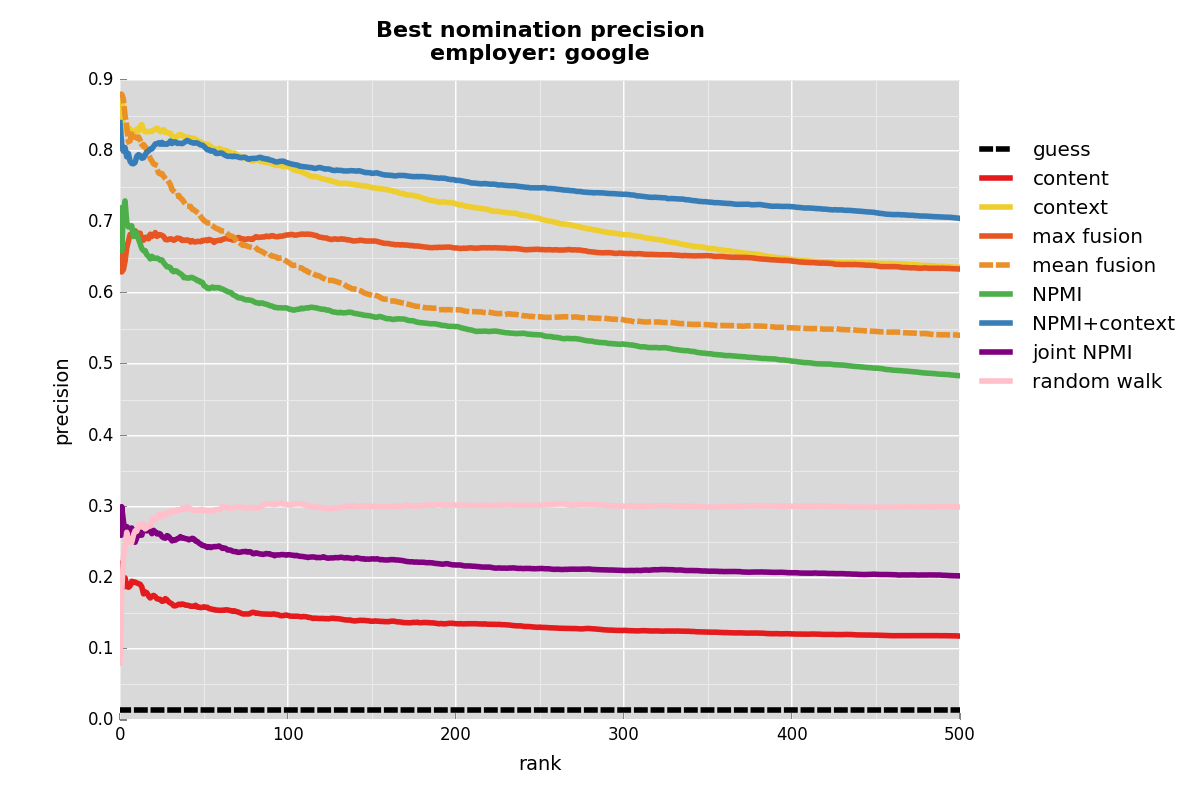 Best nomination precision
employer: google
precision
0.9
0.8
0.7
0.6
0.5
0.4
0.3
0.2
0.1
0.0
0 100 200 300 400 500
rank
guess
content
context
max fusion
mean fusion
NPMI
NPMI+context
joint NPMI
random walk